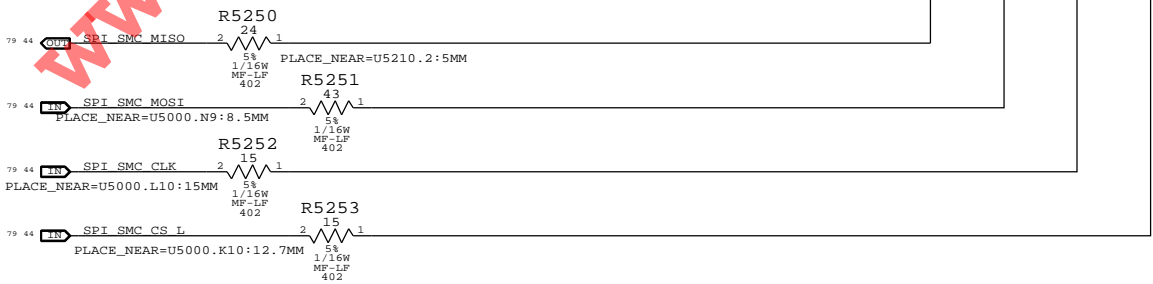 R5250
24
79 44 OUT SPI_SMC_MISO 2 1
5% PLACE_NEAR=U5210.2:5MM
1/16W
MF-LF
402
R5251
43
79 44 IN SPI_SMC_MOSI 2 1
PLACE_NEAR=U5000.N9:8.5MM
5%
1/16W
MF-LF
402
R5252
15
79 44 IN SPI_SMC_CLK 2 1
PLACE_NEAR=U5000.L10:15MM 5%
1/16W
MF-LF
402
R5253
15
79 44 IN SPI_SMC_CS_L 2 1
PLACE_NEAR=U5000.K10:12.7MM 5%
1/16W
MF-LF
402